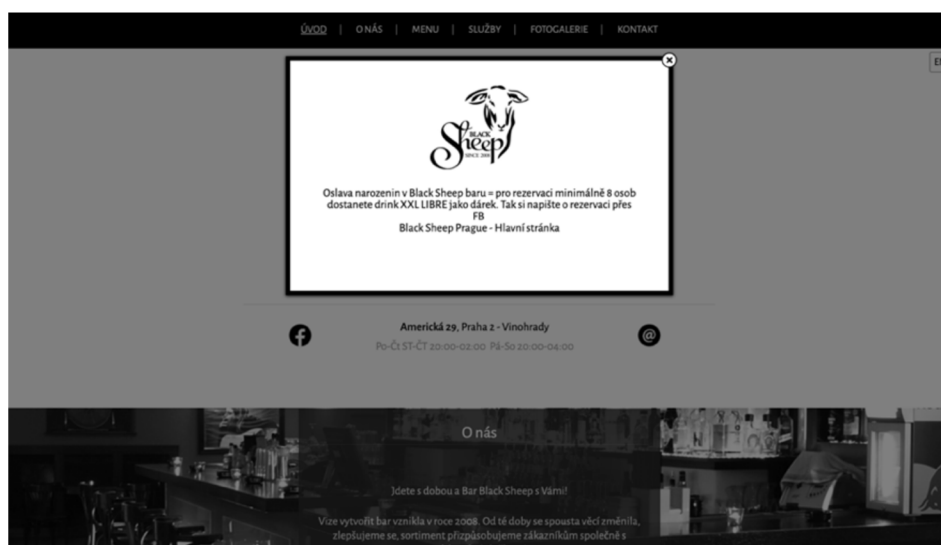 ÚVOD | O NÁS | MENU | SLUŽBY | FOTOGALERIE | KONTAKT
BLACK
Sheep
SINCE 2008
Oslava narozenin v Black Sheep baru = pro rezervaci minimálně 8 osob
dostanete drink XXL LIBRE jako dárek. Tak si napište o rezervaci přes
FB
Black Sheep Prague - Hlavní stránka
Americká 29, Praha 2 - Vinohrady
Po-Čt ST-ČT 20:00-02.00 Pá-So 20:00-04:00
O nás
Jdete s dobou a Bar Black Sheep s Vámi!
Vize vytvořit bar vznikla v roce 2008. Od té doby se spousta věcí změnila,
zlepšujeme se, sortiment přizpůsobujeme zákazníkům společně s